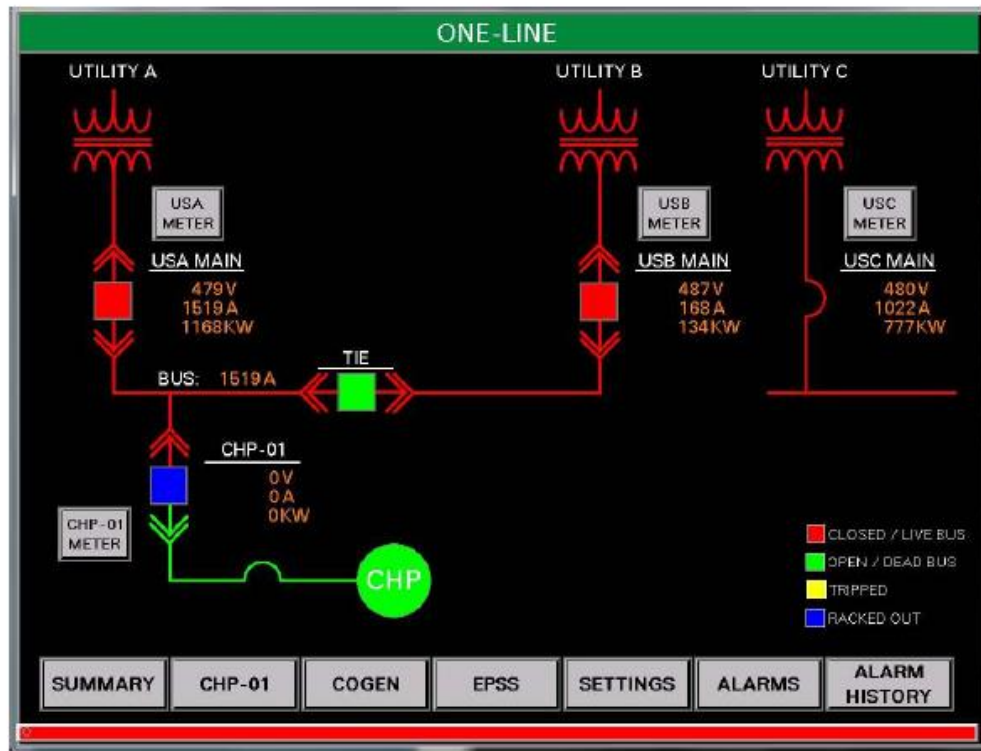 ONE-LINE
UTILITY A
UTILITY B
UTILITY C
USA
METER
USB
METER
USC
METER
USA MAIN
479V
1519A
1168KW
USB MAIN
487V
168A
134KW
USC MAIN
480V
1022A
777KW
TIE
BUS: 1519A
CHP-01
0V
0A
0KW
CHP-01
METER
CHP
CLOSED / LIVE BUS
OPEN / DEAD BUS
TRIPPED
RACKED OUT
SUMMARY
CHP-01
COGEN
EPSS
SETTINGS
ALARMS
ALARM
HISTORY